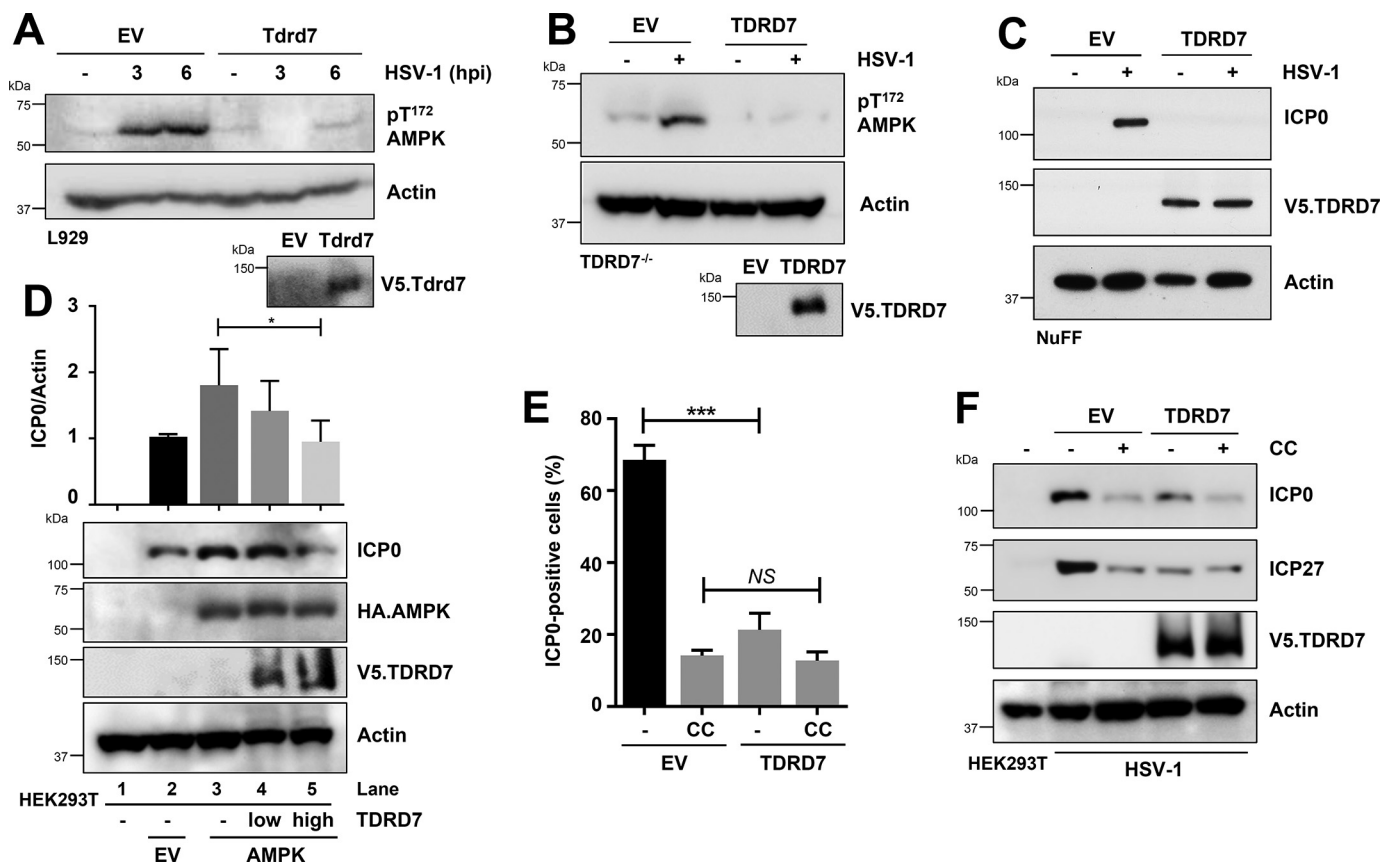 A
EV Tdrd7
- 3 6 - 3 6 HSV-1 (hpi)
kDa
75
pT172
AMPK
50
Actin
37
L929
EV Tdrd7
kDa
150
V5.Tdrd7
B
EV TDRD7
- + - + HSV-1
kDa
75
pT172
AMPK
50
Actin
37
TDRD7-/-
EV TDRD7
kDa
150
V5.TDRD7
C
EV TDRD7
- + - + HSV-1
kDa
ICP0
100
150
V5.TDRD7
Actin
37
NuFF
D
3
*
2
1
0
ICP0/Actin
kDa
ICP0
100
75
HA.AMPK
50
150
V5.TDRD7
Actin
37
HEK293T 1 2 3 4 5 Lane
- - - low high TDRD7
EV AMPK
E
80
***
60
40
NS
20
0
ICP0-positive cells (%)
- CC - CC
EV TDRD7
F
EV TDRD7
- - + - + CC
kDa
ICP0
100
75
ICP27
50
150
V5.TDRD7
Actin
37
HEK293T HSV-1